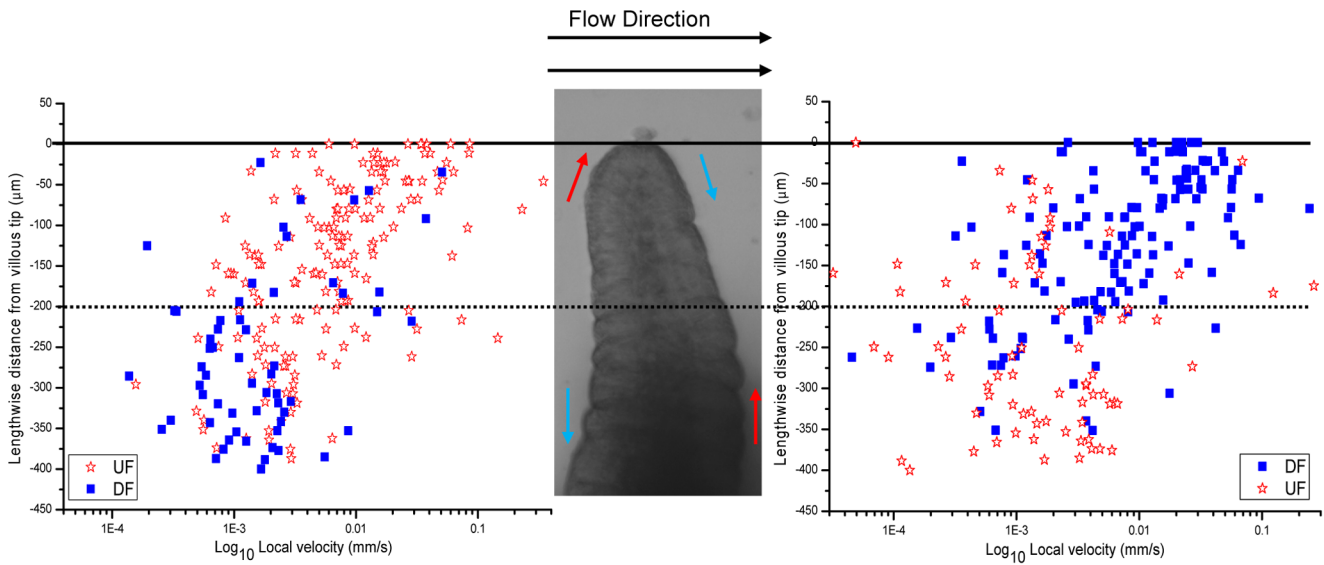 Flow Direction
50
0
-50
-100
-150
-200
-250
-300
-350
-400
-450
Lengthwise distance from villous tip (μm)
UF
DF
1E-4
1E-3
0.01
0.1
Log10 Local velocity (mm/s)
50
0
-50
-100
-150
-200
-250
-300
-350
-400
-450
Lengthwise distance from villous tip (μm)
DF
UF
1E-4
1E-3
0.01
0.1
Log10 Local velocity (mm/s)